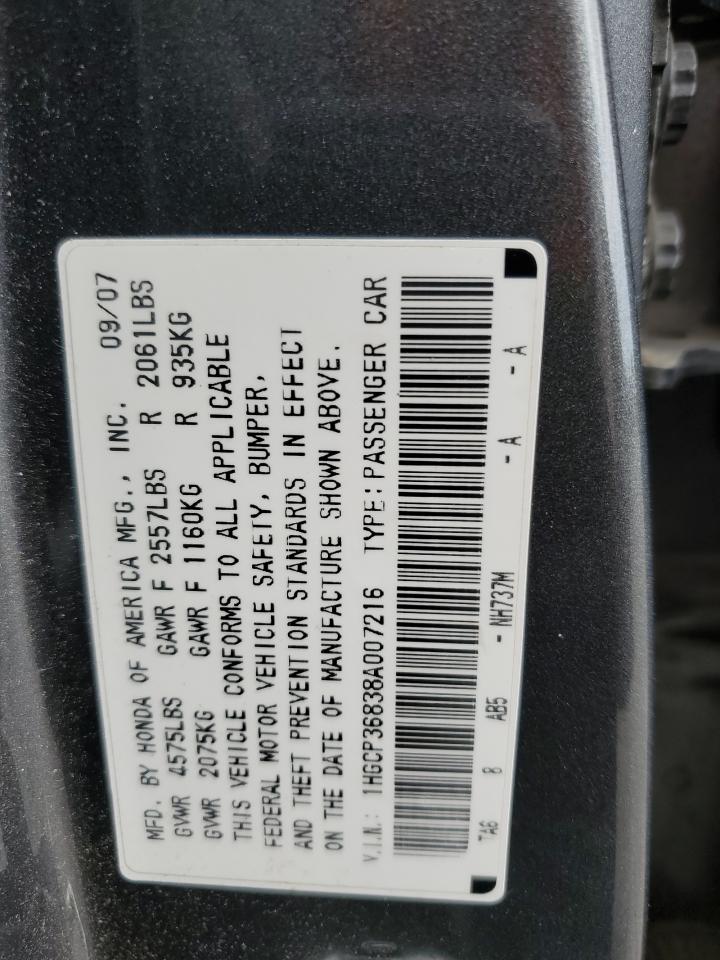 MFD. BY HONDA OF AMERICA MFG., INC. 09/07
GVWR 4575LBS GAWR F 2557LBS R 2061LBS
GVWR 2075KG GAWR F 1160KG R 935KG
THIS VEHICLE CONFORMS TO ALL APPLICABLE
FEDERAL MOTOR VEHICLE SAFETY, BUMPER,
AND THEFT PREVENTION STANDARDS IN EFFECT
ON THE DATE OF MANUFACTURE SHOWN ABOVE.
V.I.N.: 1HGCP36838A007216 TYPE: PASSENGER CAR
TA6 8 AB5 - NH737M - A - A